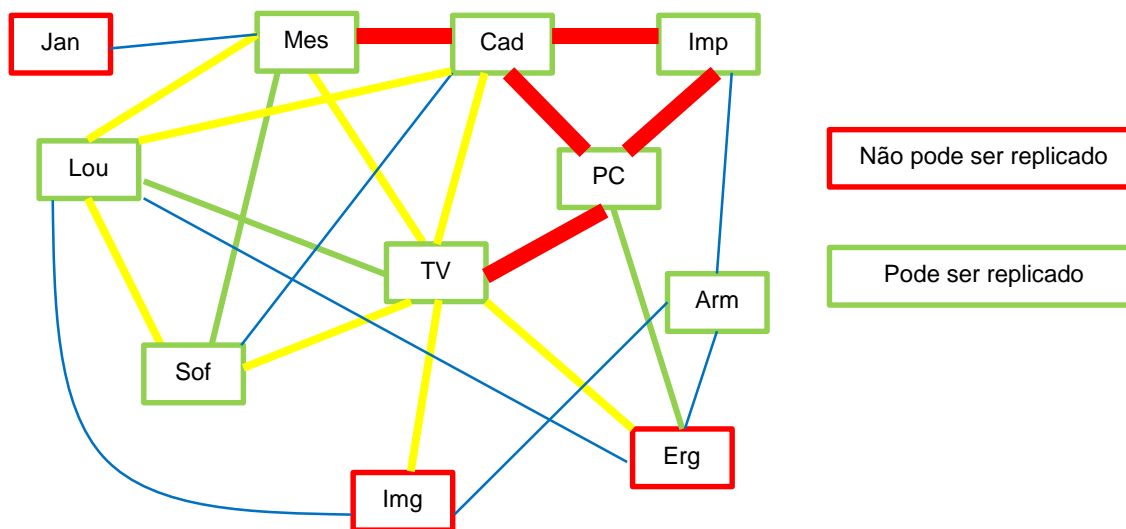 Jan
Mes
Cad
Imp
Não pode ser replicado
Lou
PC
TV
Pode ser replicado
Arm
Sof
Erg
Img